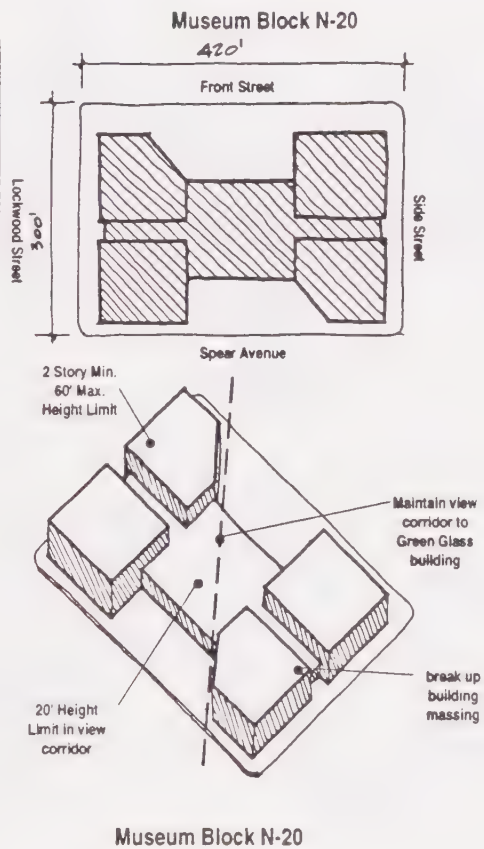 Museum Block N-20
420'
Front Street
Lockwood Street
300'
Side Street
Spear Avenue
2 Story Min.
60' Max.
Height Limit
Maintain view
corridor to
Green Glass
building
20' Height
Limit in view
corridor
break up
building
massing
Museum Block N-20